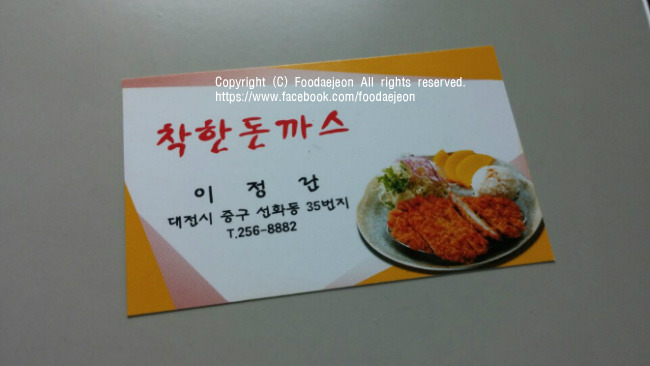 Copyright (C) Foodaejeon All rights reserved.
https://www.facebook.com/foodaejeon
착한돈까스
이 정 란
대전시 중구 선화동 35번지
T.256-8882